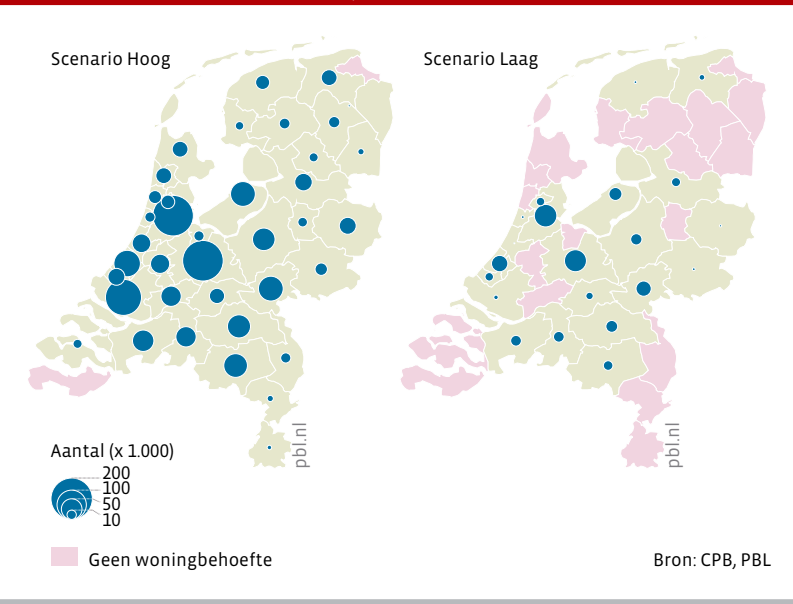 Scenario Hoog
Scenario Laag
pbl.nl
pbl.nl
Aantal (x 1.000)
200
100
50
10
Geen woningbehoefte
Bron: CPB, PBL